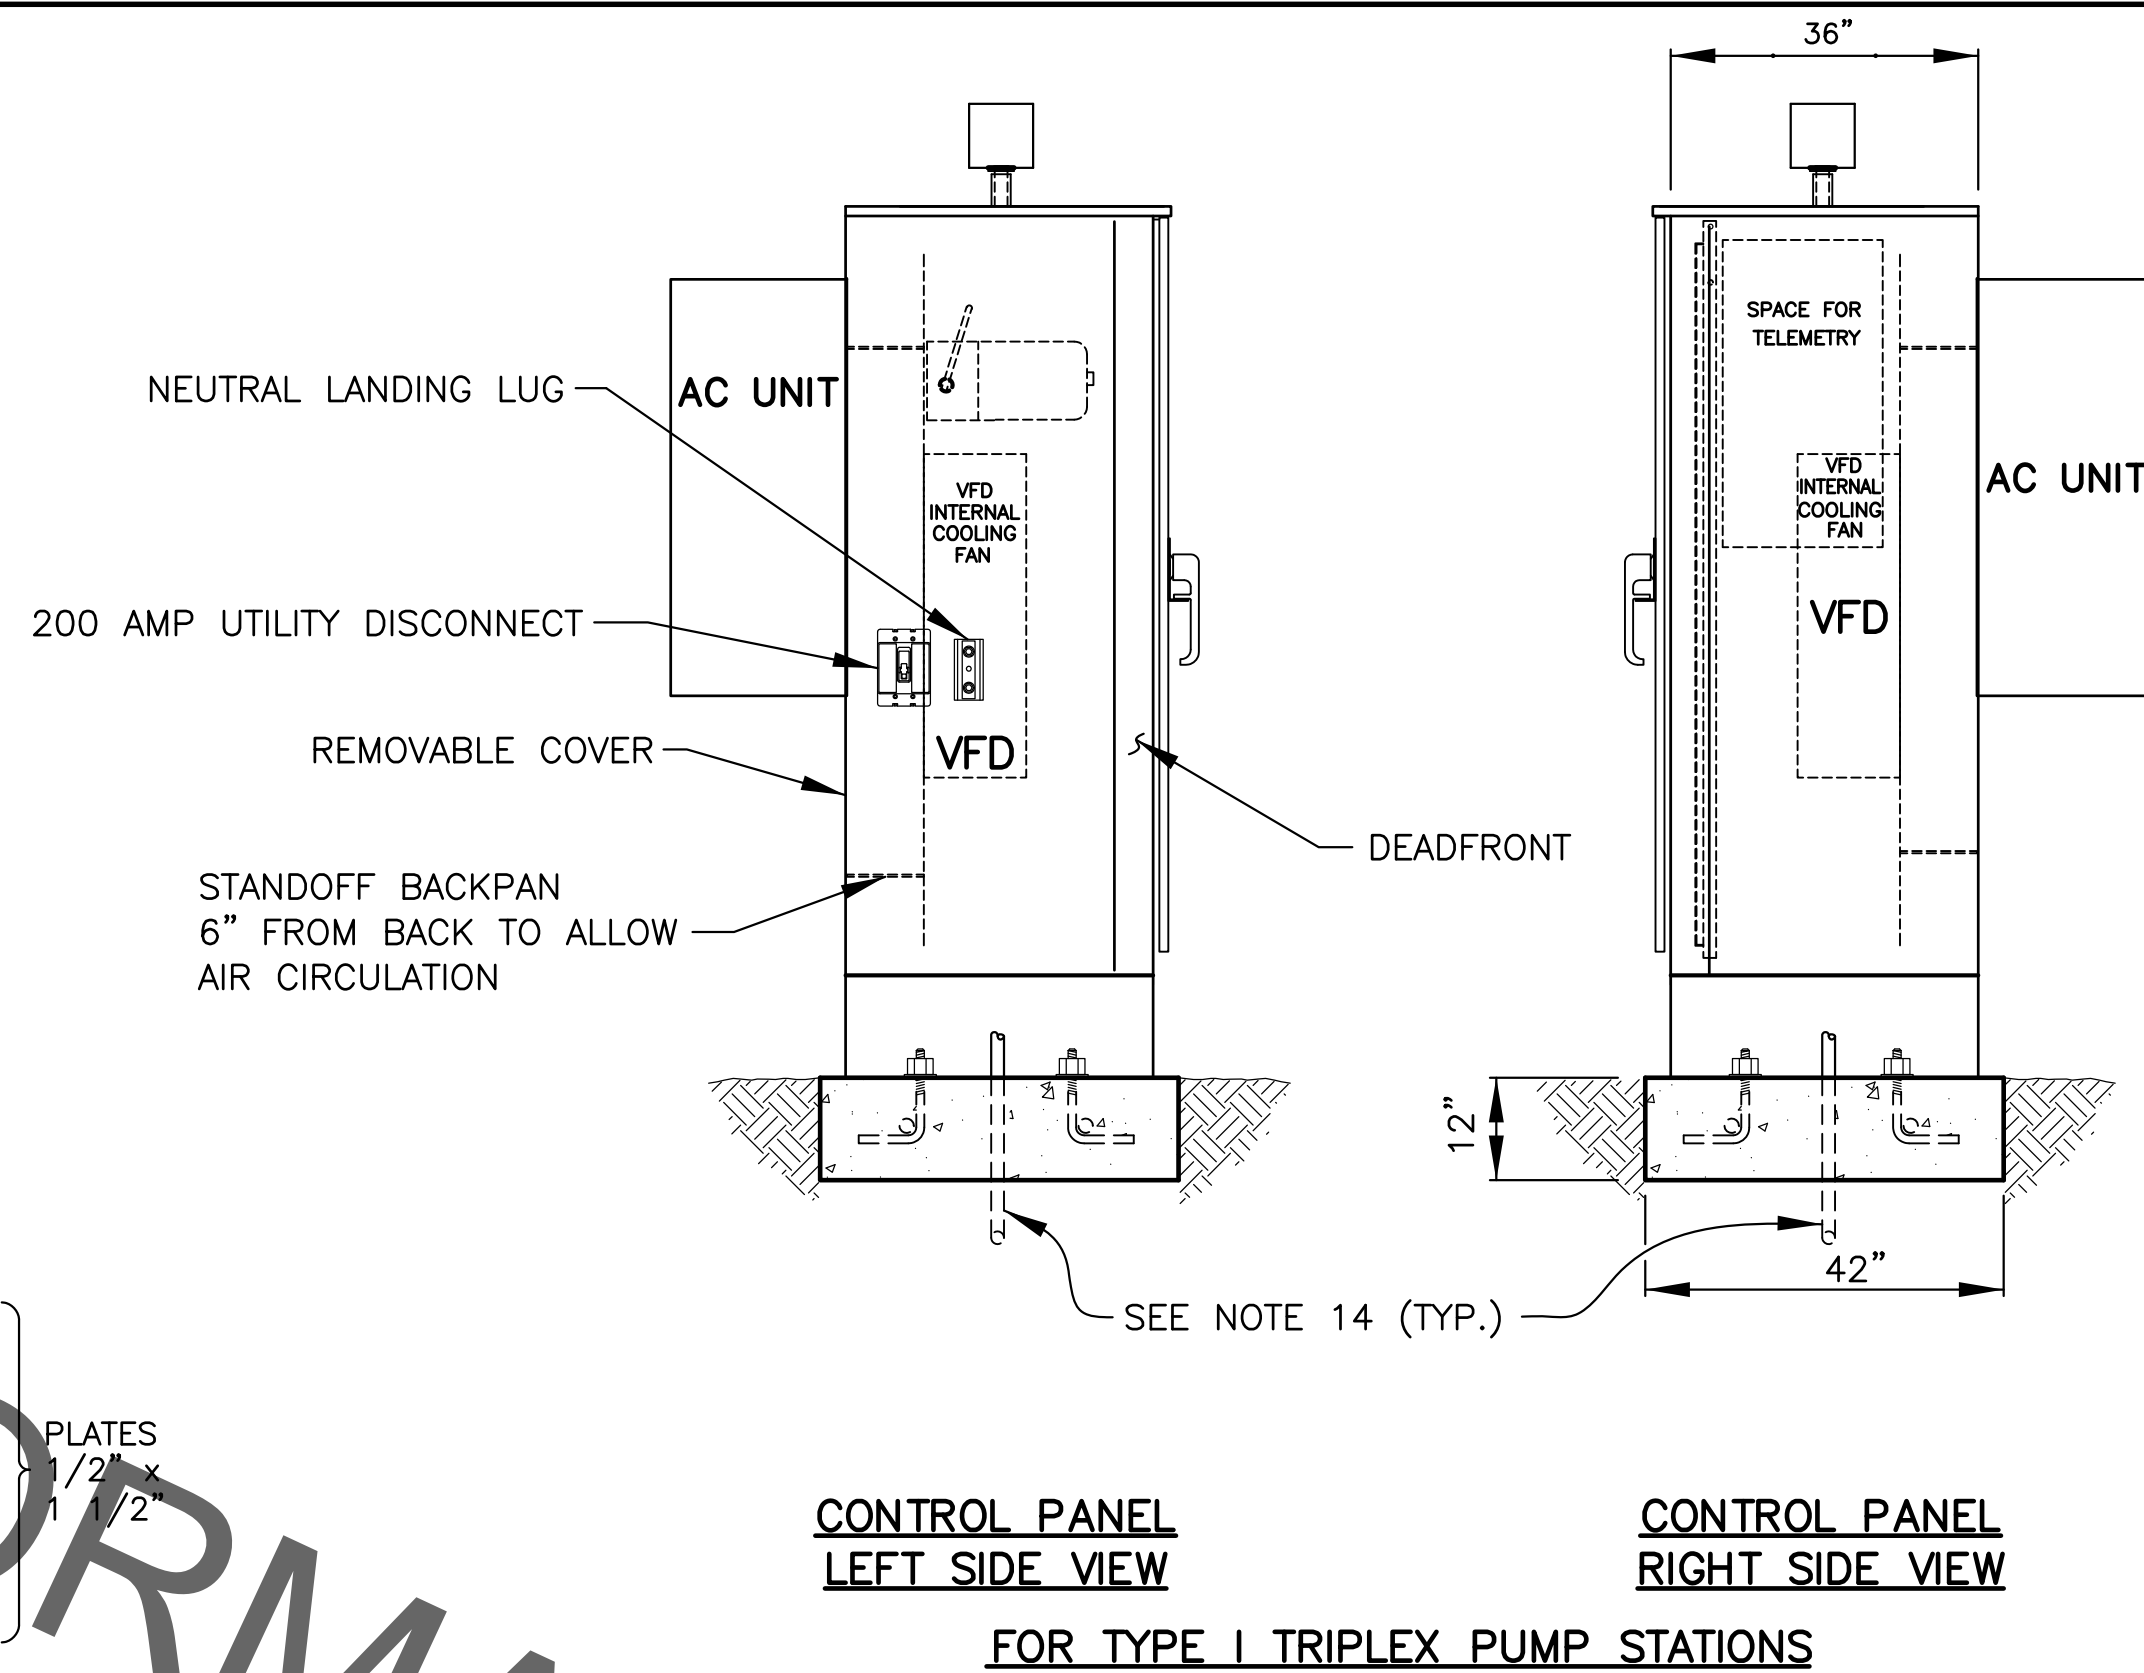 36"
NEUTRAL LANDING LUG
AC UNIT
SPACE FOR
TELEMETRY
VFD
INTERNAL
COOLING
FAN
VFD
INTERNAL
COOLING
FAN
AC UNIT
200 AMP UTILITY DISCONNECT
VFD
REMOVABLE COVER
VFD
DEADFRONT
STANDOFF BACKPAN
6" FROM BACK TO ALLOW
AIR CIRCULATION
12"
42"
SEE NOTE 14 (TYP.)
PLATES
1/2" x
1 1/2"
CONTROL PANEL
LEFT SIDE VIEW
CONTROL PANEL
RIGHT SIDE VIEW
FOR TYPE I TRIPLEX PUMP STATIONS